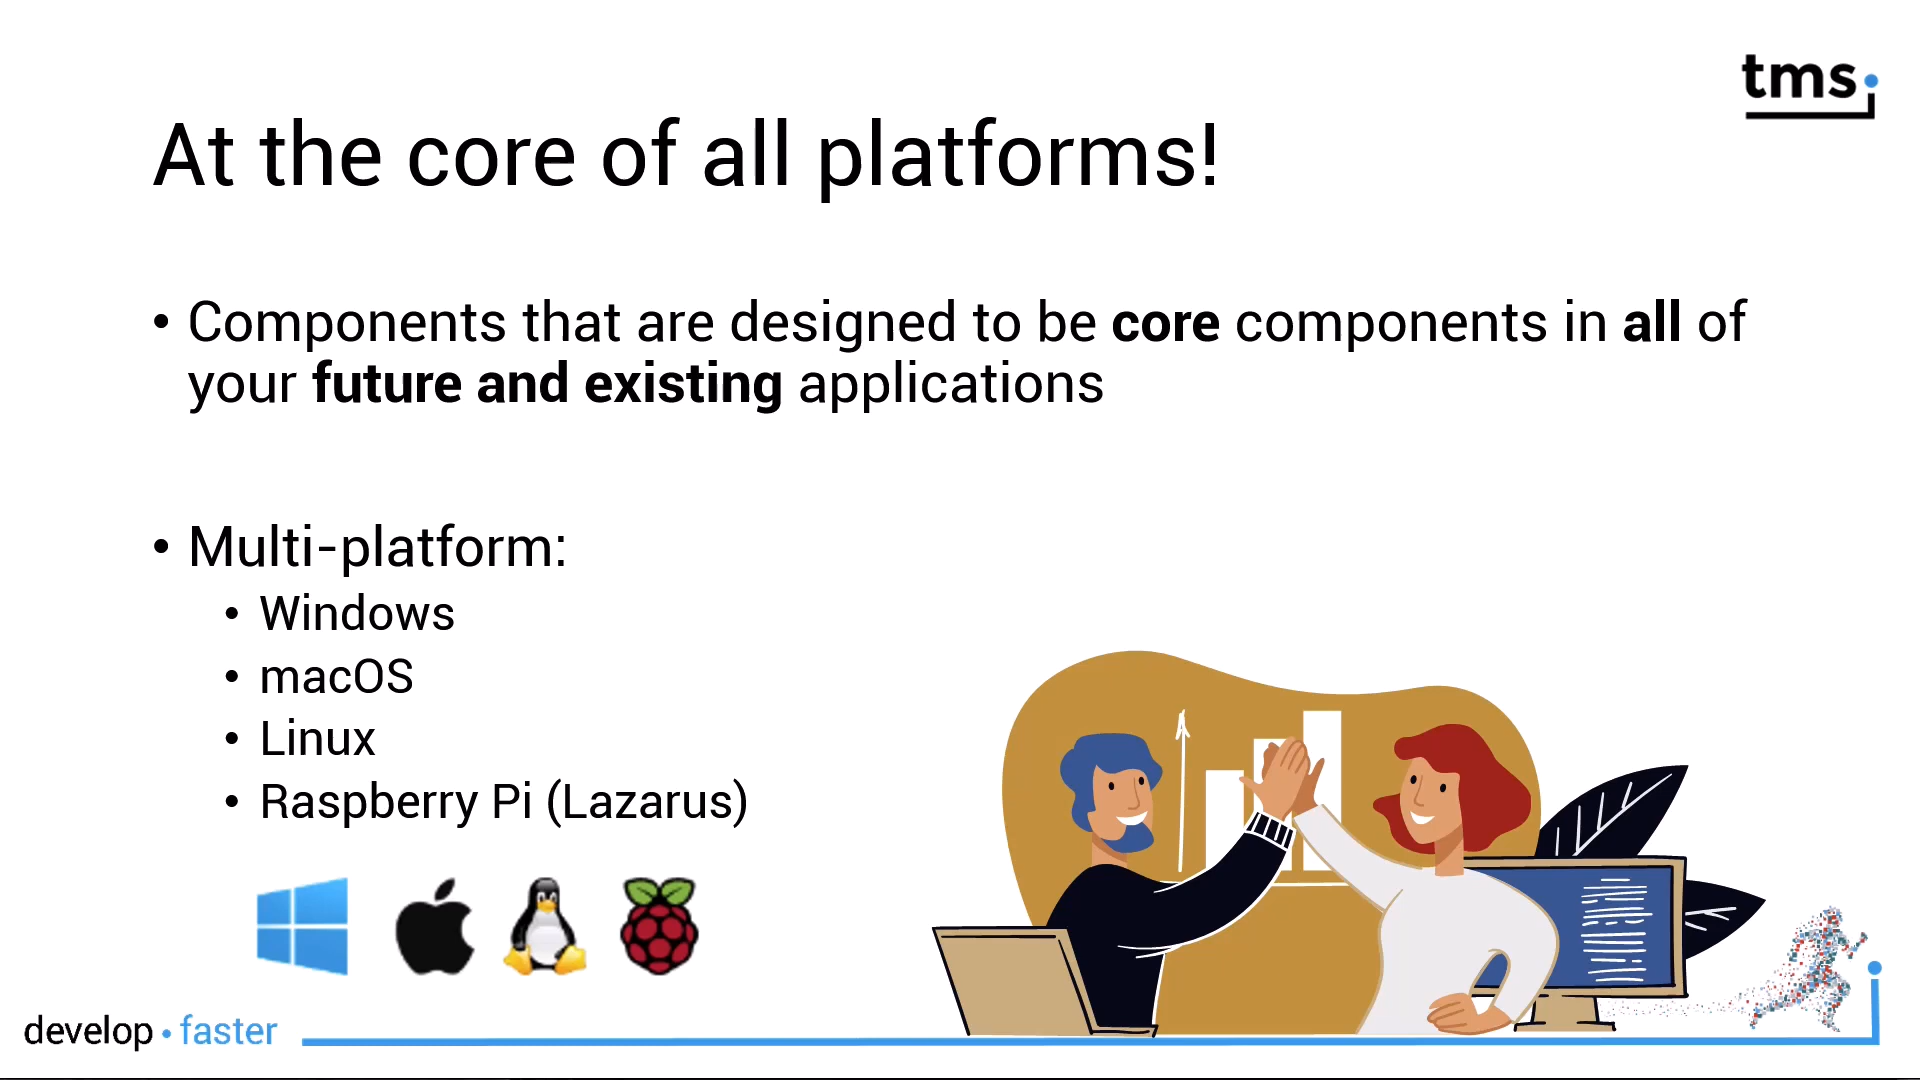 tms
At the core of all platforms!
• Components that are designed to be core components in all of
your future and existing applications
• Multi-platform:
• Windows
• macOS
• Linux
• Raspberry Pi (Lazarus)
develop • faster